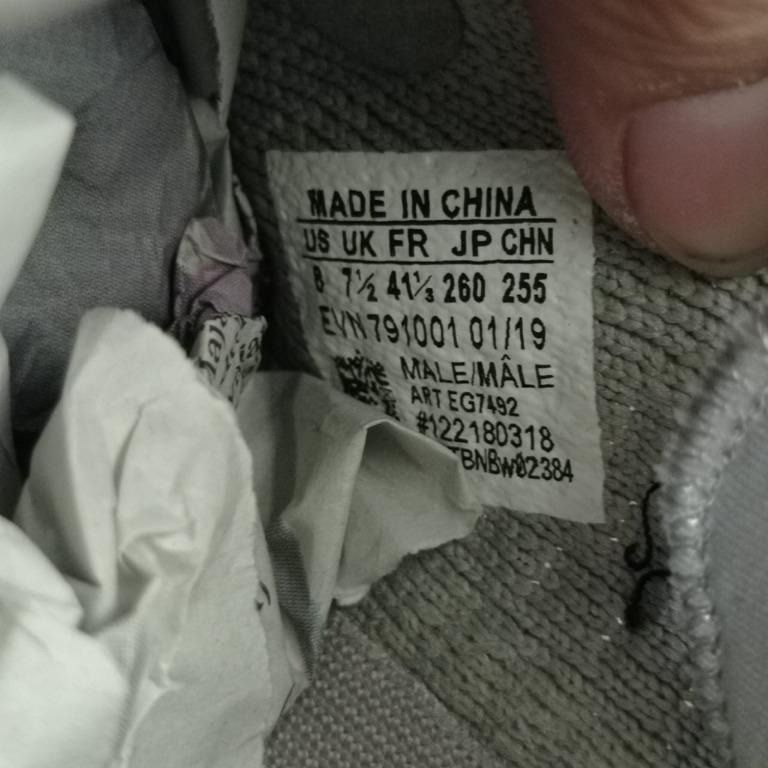 MADE IN CHINA
US UK FR JP CHN
8 7½ 41⅓ 260 255
EVN791001 01/19
MALE/MÂLE
ART EG7492
#122180318
TBNBW02384